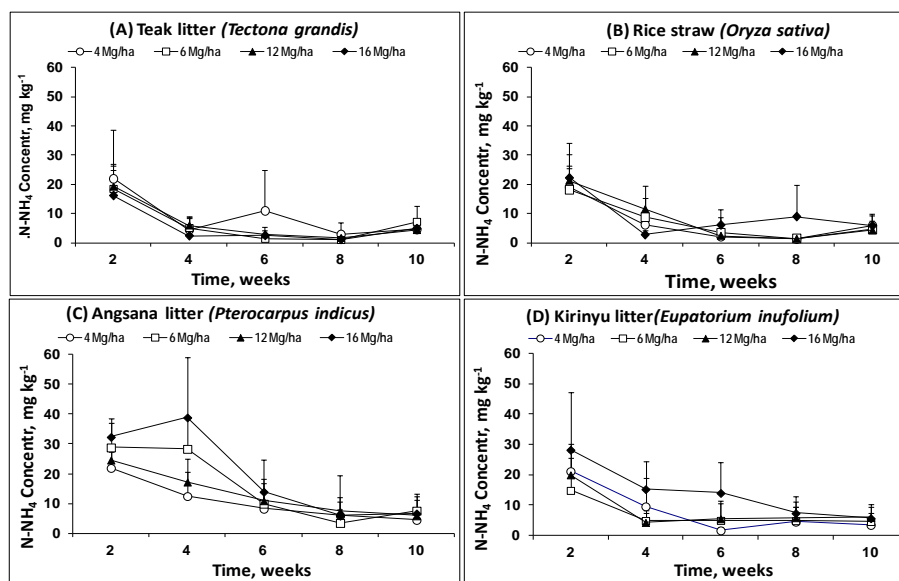 (A) Teak litter (Tectona grandis)
4 Mg/ha 6 Mg/ha 12 Mg/ha 16 Mg/ha
.N-NH4 Concentr, mg kg-1
60
50
40
30
20
10
0
2 4 6 8 10
Time, weeks
(B) Rice straw (Oryza sativa)
4 Mg/ha 6 Mg/ha 12 Mg/ha 16 Mg/ha
N-NH4 Concentr, mg kg-1
60
50
40
30
20
10
0
2 4 6 8 10
Time, weeks
(C) Angsana litter (Pterocarpus indicus)
4 Mg/ha 6 Mg/ha 12 Mg/ha 16 Mg/ha
N-NH4 Concentr, mg kg-1
60
50
40
30
20
10
0
2 4 6 8 10
Time, weeks
(D) Kirinyu litter(Eupatorium inufolium)
4 Mg/ha 6 Mg/ha 12 Mg/ha 16 Mg/ha
N-NH4 Concentr, mg kg-1
60
50
40
30
20
10
0
2 4 6 8 10
Time, weeks